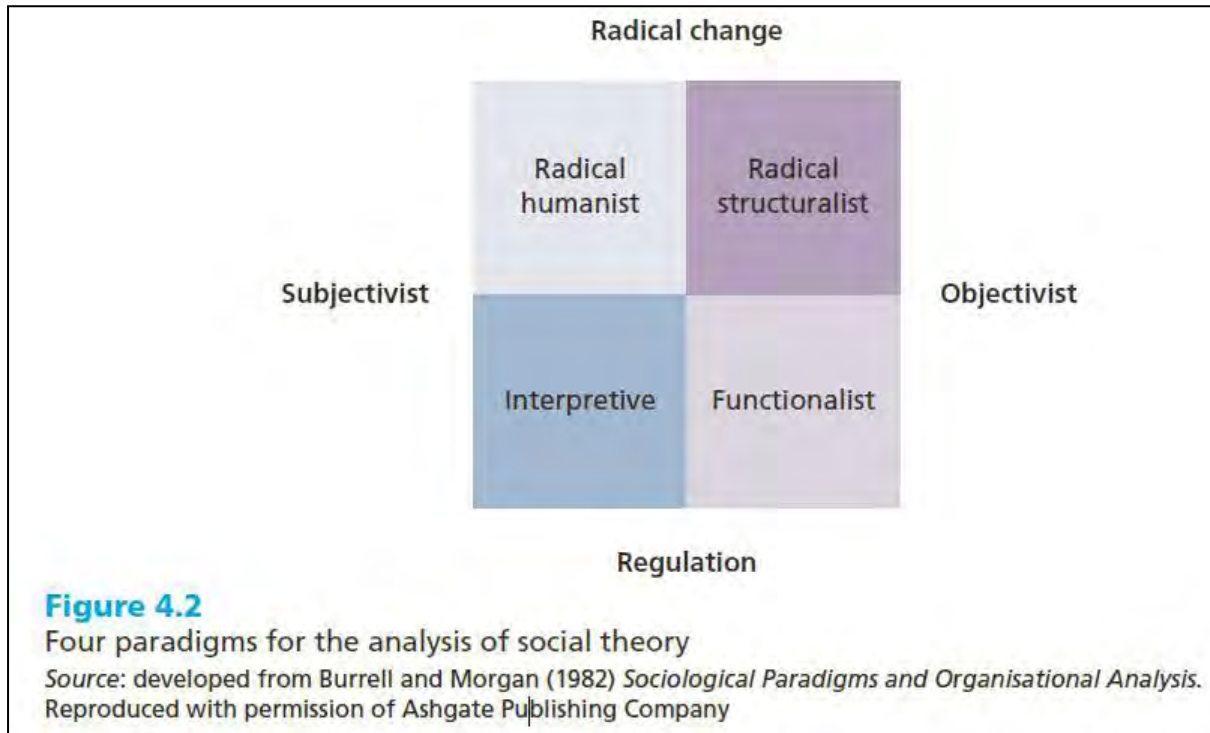 Radical change
Radical
humanist
Radical
structuralist
Subjectivist
Objectivist
Interpretive
Functionalist
Regulation
Figure 4.2
Four paradigms for the analysis of social theory
Source: developed from Burrell and Morgan (1982) Sociological Paradigms and Organisational Analysis.
Reproduced with permission of Ashgate Publishing Company